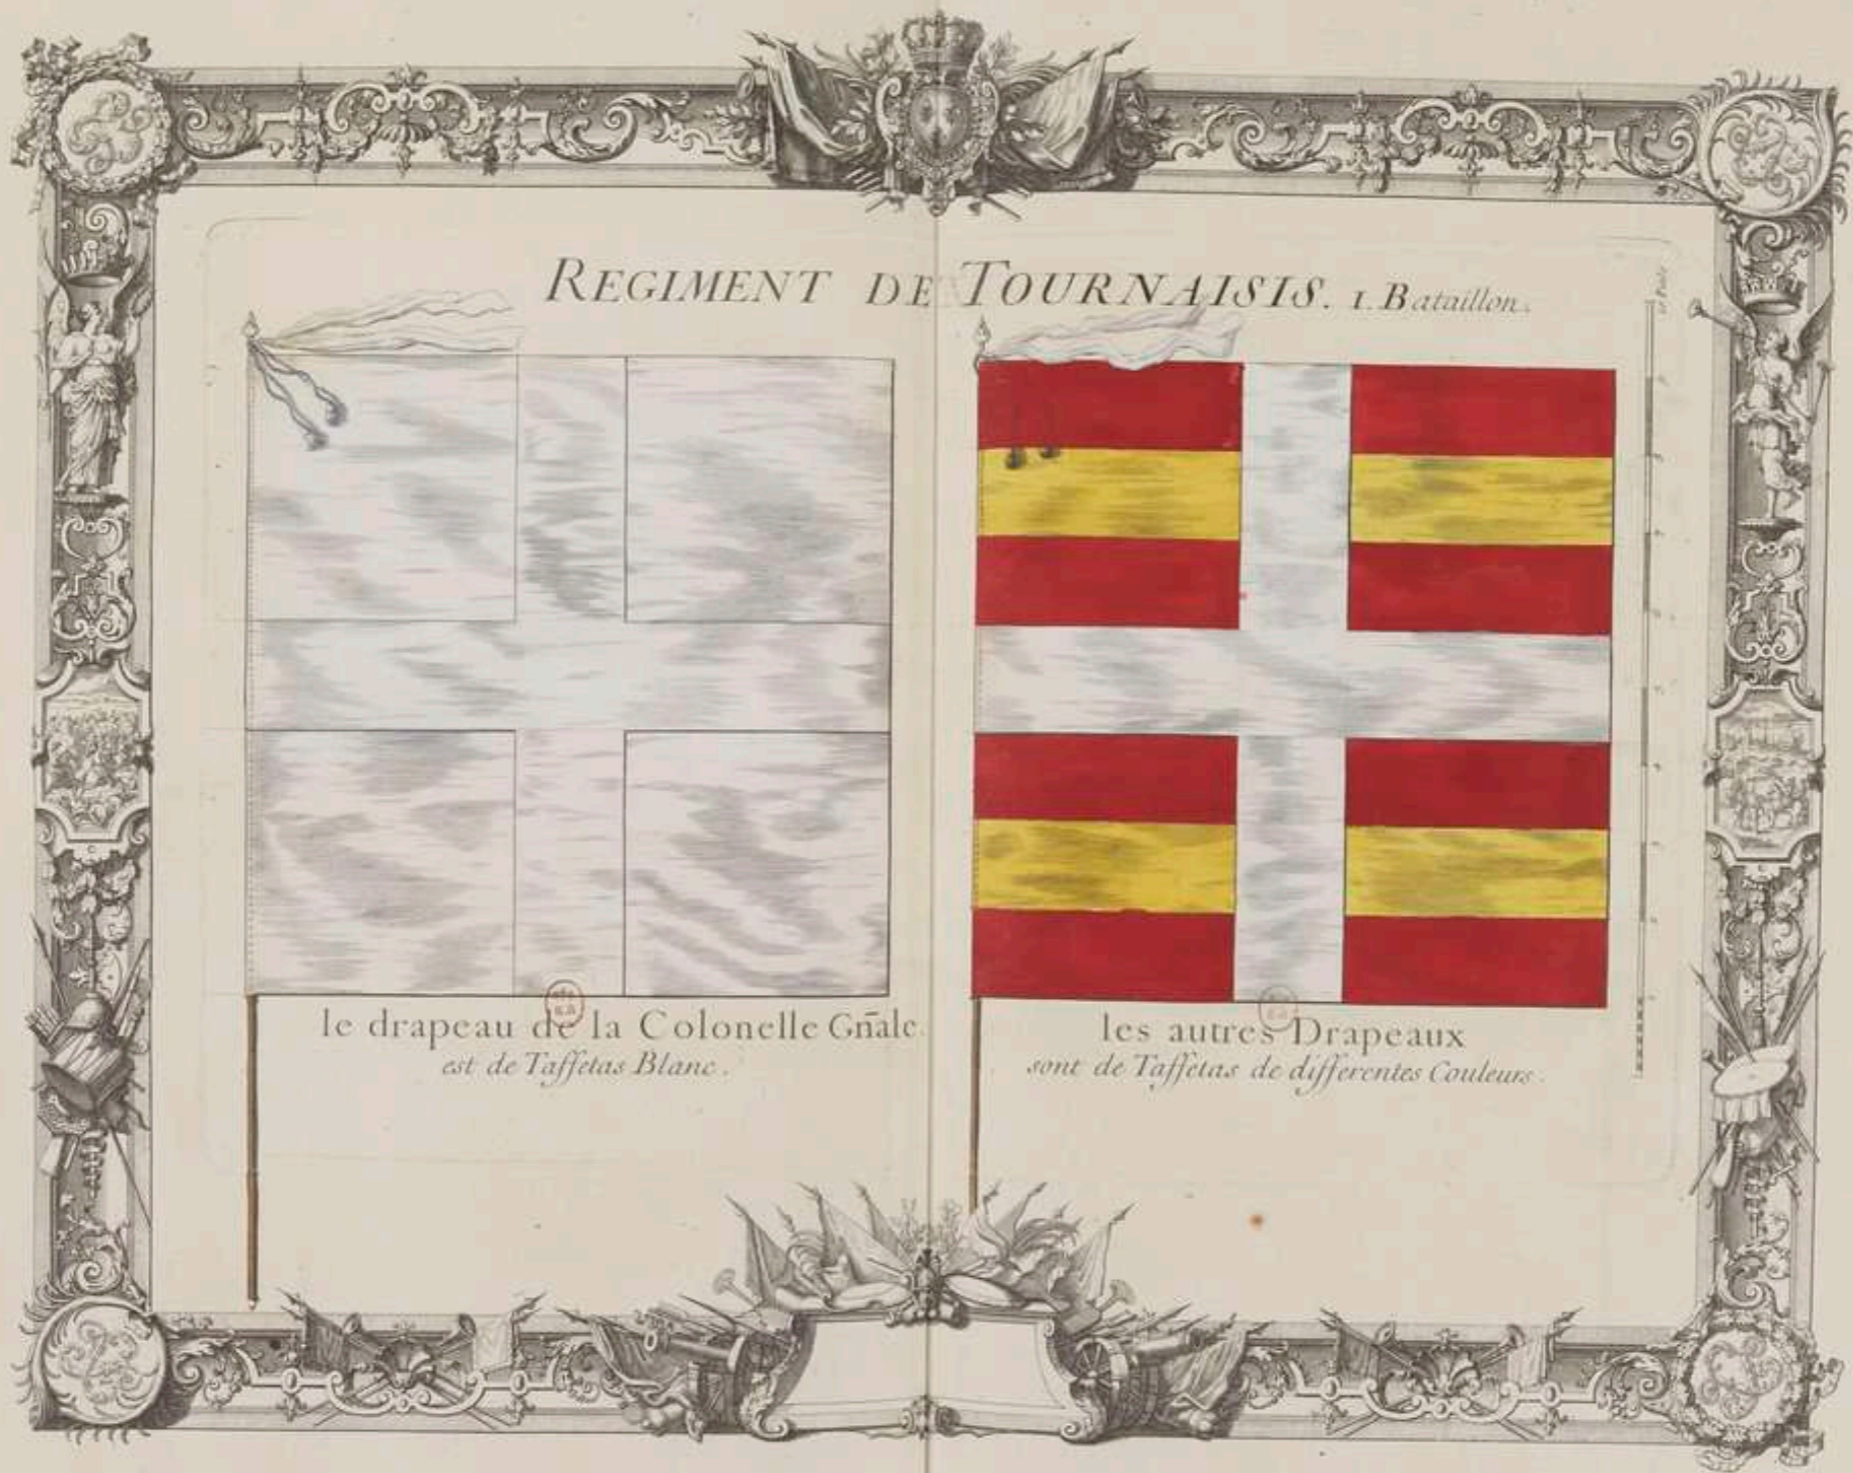 REGIMENT DE TOURNAISIS. 1. Bataillon.
le drapeau de la Colonelle Gñale.
est de Taffetas Blanc.
les autres Drapeaux
sont de Taffetas de differentes Couleurs.